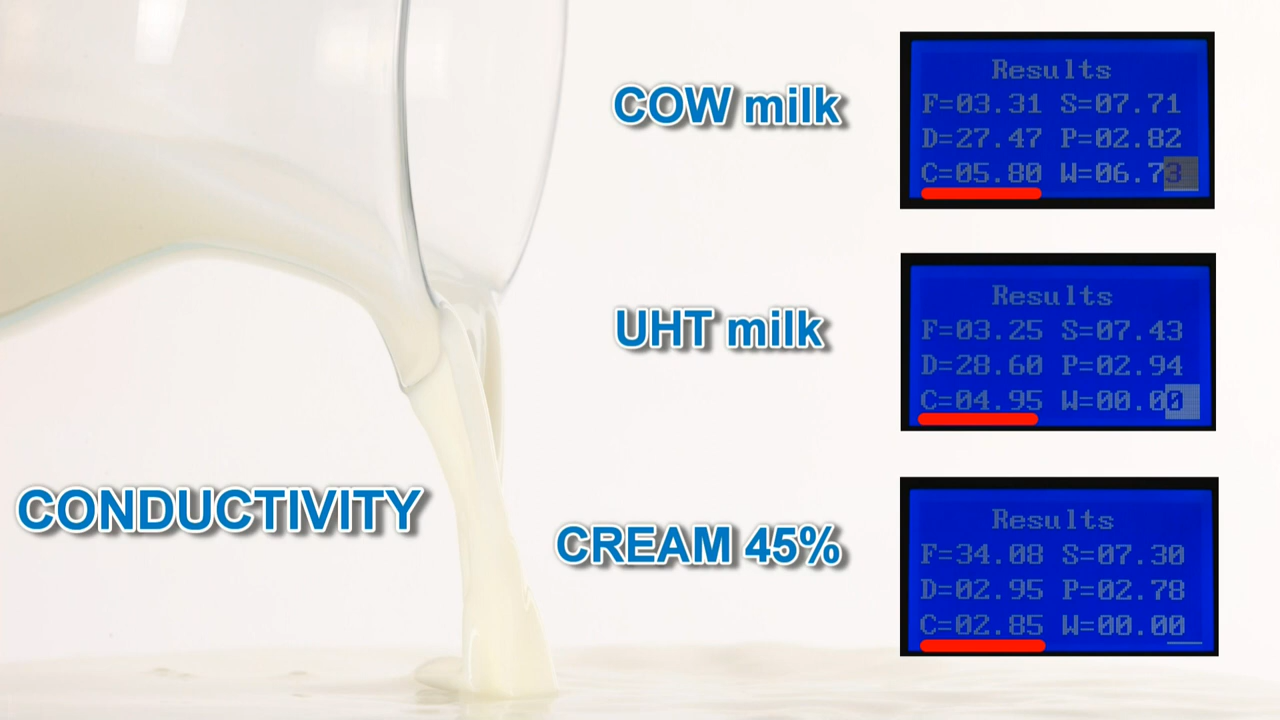 COW milk
Results
F=03.31 S=07.71
D=27.47 P=02.82
C=05.80 W=06.73
UHT milk
Results
F=03.25 S=07.43
D=28.60 P=02.94
C=04.95 W=00.00
CONDUCTIVITY
CREAM 45%
Results
F=34.08 S=07.30
D=02.95 P=02.78
C=02.85 W=00.00